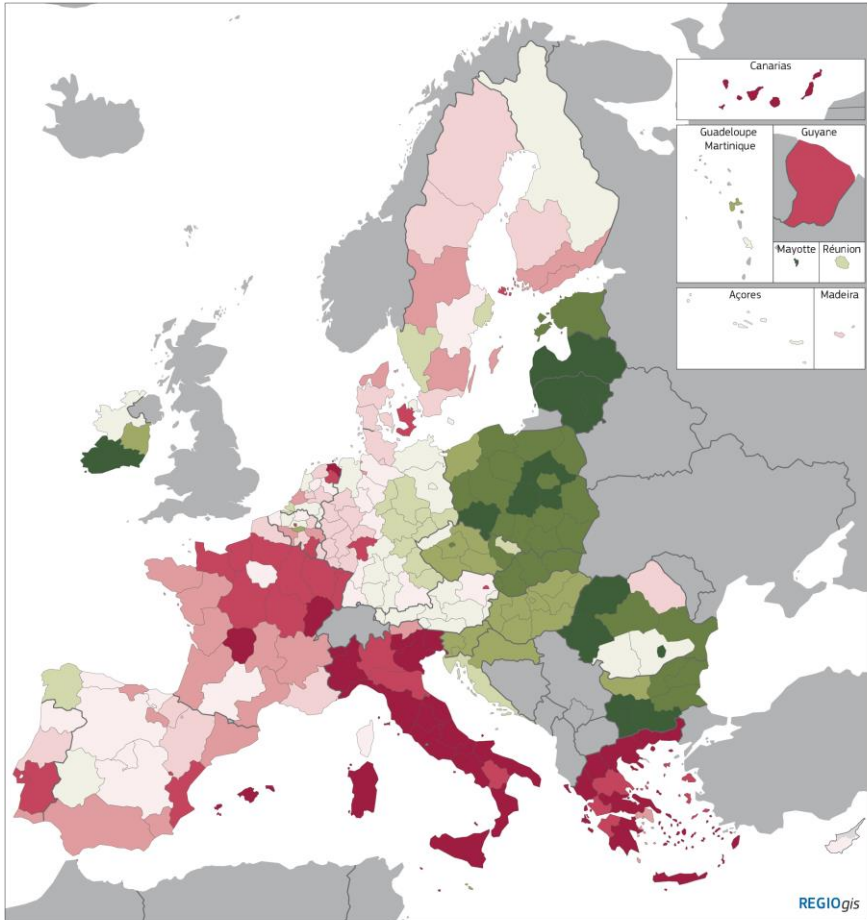 Canarias
Guadeloupe
Martinique
Guyane
Mayotte
Réunion
Açores
Madeira
REGIOgis